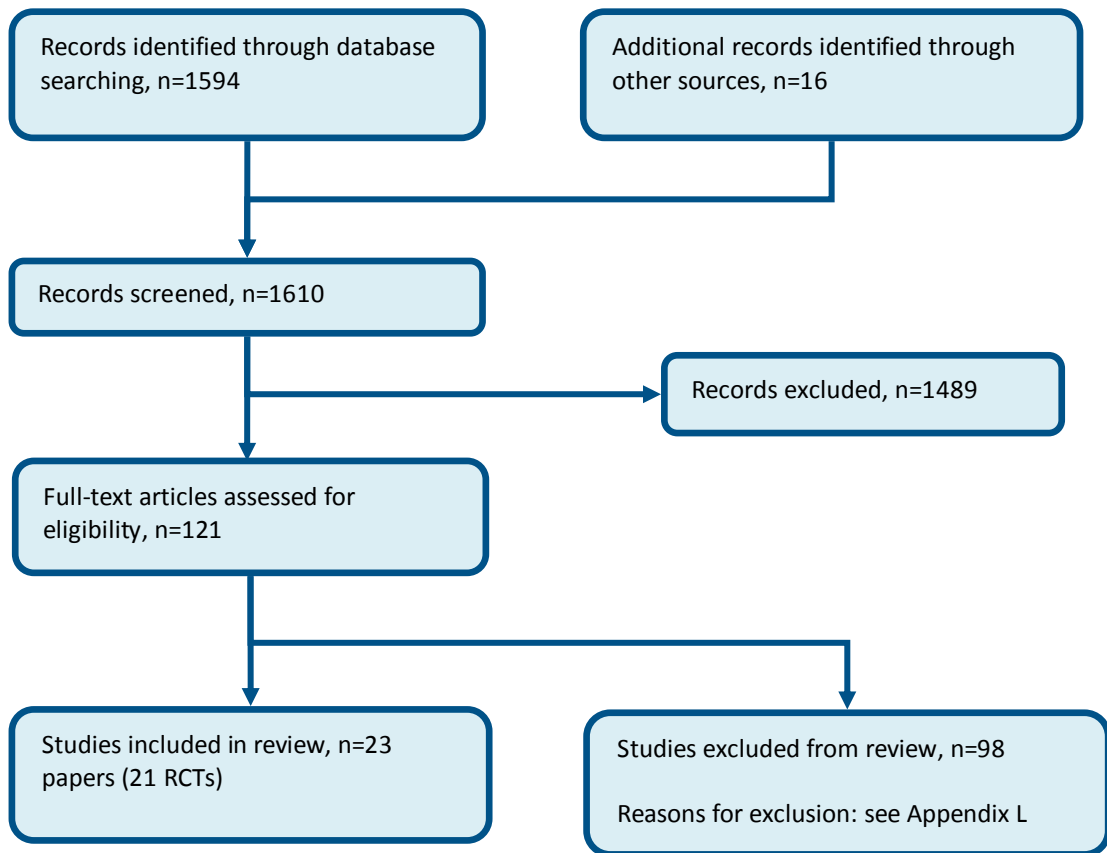 Records identified through database
searching, n=1594
Additional records identified through
other sources, n=16
Records screened, n=1610
Records excluded, n=1489
Full-text articles assessed for
eligibility, n=121
Studies included in review, n=23
papers (21 RCTs)
Studies excluded from review, n=98
Reasons for exclusion: see Appendix L